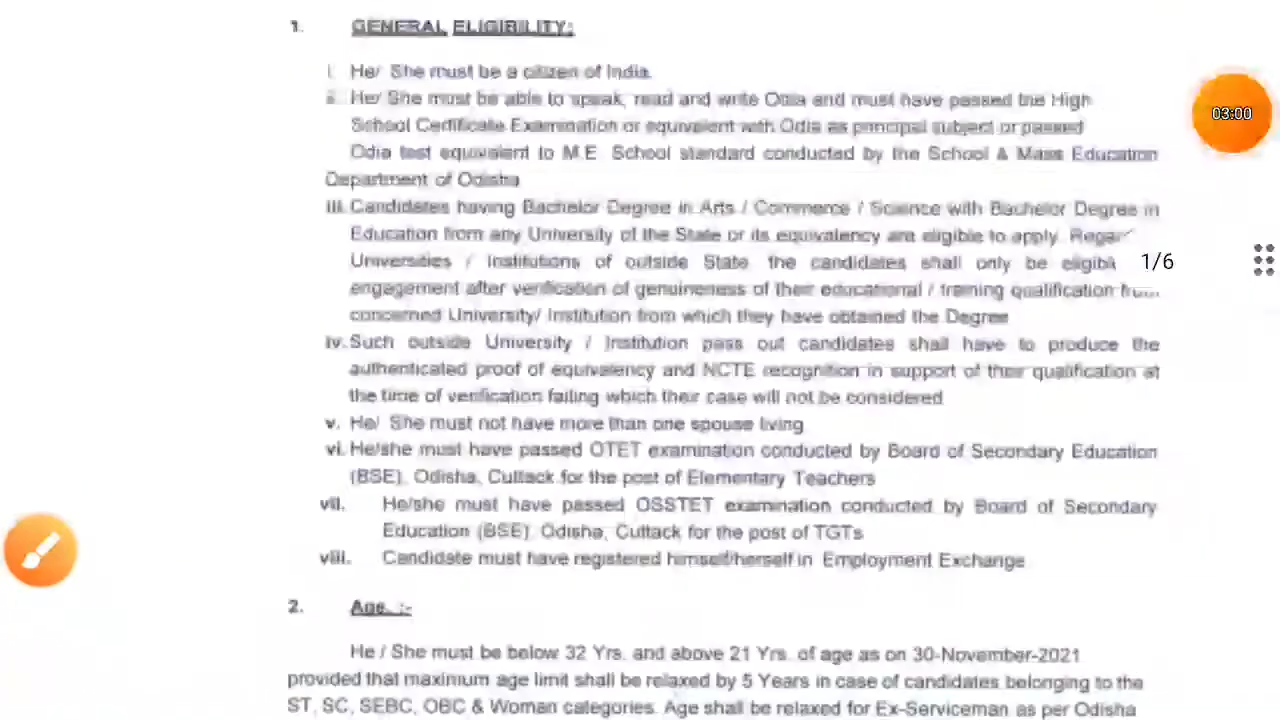 1. GENERAL ELIGIBILITY:
i. He/ She must be a citizen of India.
ii. He/ She must be able to speak, read and write Odia and must have passed the High
School Certificate Examination or equivalent with Odia as principal subject or passed
Odia test equivalent to M.E. School standard conducted by the School & Mass Education
Department of Odisha
iii. Candidates having Bachelor Degree in Arts / Commerce / Science with Bachelor Degree in
Education from any University of the State or its equivalency are eligible to apply.
Universities / Institutions of outside State, the candidates shall only be
1/6
engagement after verification of genuineness of their educational / training qualification from
concerned University/ Institution from which they have obtained the Degree
iv. Such outside University / Institution pass out candidates shall have to produce the
authenticated proof of equivalency and NCTE recognition in support of their qualification at
the time of verification failing which their case will not be considered
v. He/ She must not have more than one spouse living
vi. He/she must have passed OTET examination conducted by Board of Secondary Education
(BSE), Odisha, Cuttack for the post of Elementary Teachers
vii. He/she must have passed OSSTET examination conducted by Board of Secondary
Education (BSE), Odisha, Cuttack for the post of TGTs
viii. Candidate must have registered himself/herself in Employment Exchange
2. Age. :-
He / She must be below 32 Yrs. and above 21 Yrs. of age as on 30-November-2021
provided that maximum age limit shall be relaxed by 5 Years in case of candidates belonging to the
ST, SC, SEBC, OBC & Woman categories. Age shall be relaxed for Ex-Serviceman as per Odisha
03:00